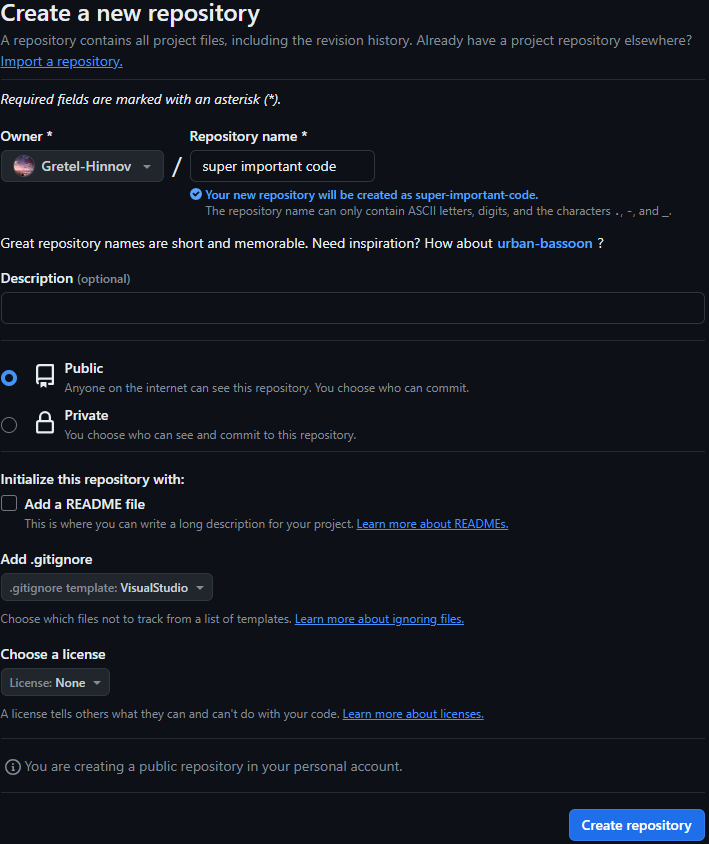 Create a new repository
A repository contains all project files, including the revision history. Already have a project repository elsewhere?
Import a repository.
Required fields are marked with an asterisk (*).
Owner * Repository name *
Gretel-Hinnov / super important code
Your new repository will be created as super-important-code.
The repository name can only contain ASCII letters, digits, and the characters ., -, and _.
Great repository names are short and memorable. Need inspiration? How about urban-bassoon ?
Description (optional)
Public
Anyone on the internet can see this repository. You choose who can commit.
Private
You choose who can see and commit to this repository.
Initialize this repository with:
Add a README file
This is where you can write a long description for your project. Learn more about READMEs.
Add .gitignore
.gitignore template: VisualStudio
Choose which files not to track from a list of templates. Learn more about ignoring files.
Choose a license
License: None
A license tells others what they can and can't do with your code. Learn more about licenses.
You are creating a public repository in your personal account.
Create repository